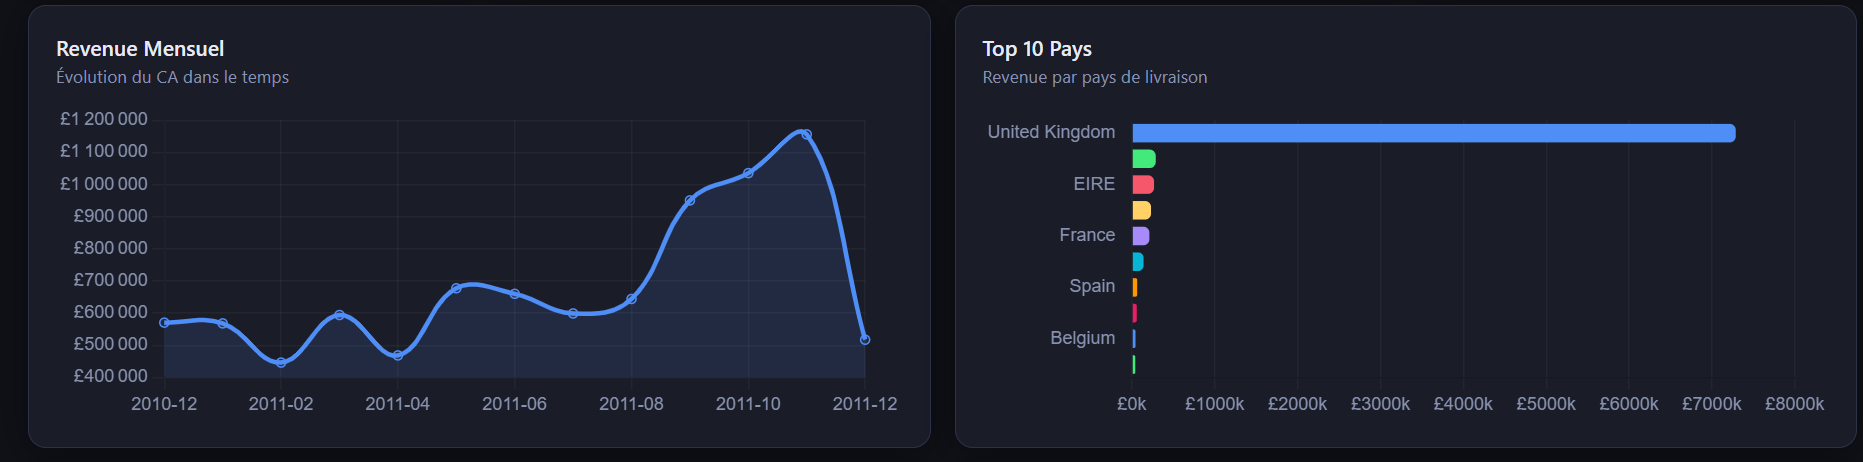 Revenue Mensuel
Évolution du CA dans le temps
£1 200 000
£1 100 000
£1 000 000
£900 000
£800 000
£700 000
£600 000
£500 000
£400 000
2010-12
2011-02
2011-04
2011-06
2011-08
2011-10
2011-12
Top 10 Pays
Revenue par pays de livraison
United Kingdom
EIRE
France
Spain
Belgium
£0k
£1000k
£2000k
£3000k
£4000k
£5000k
£6000k
£7000k
£8000k